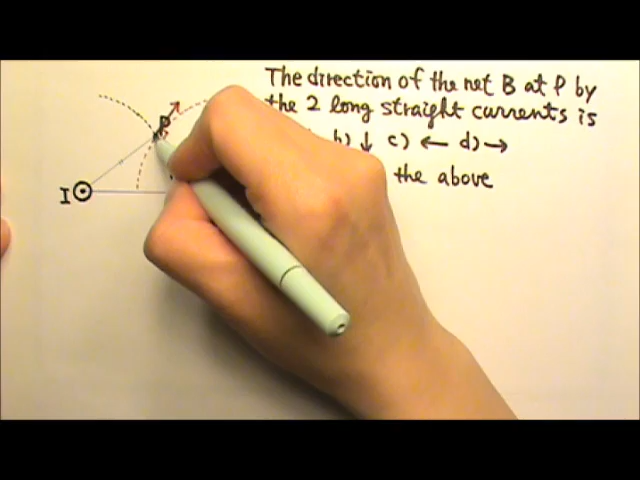 The direction of the net B at P by
the 2 long straight currents is
b) ↓ c) ← d) →
the above
P
I